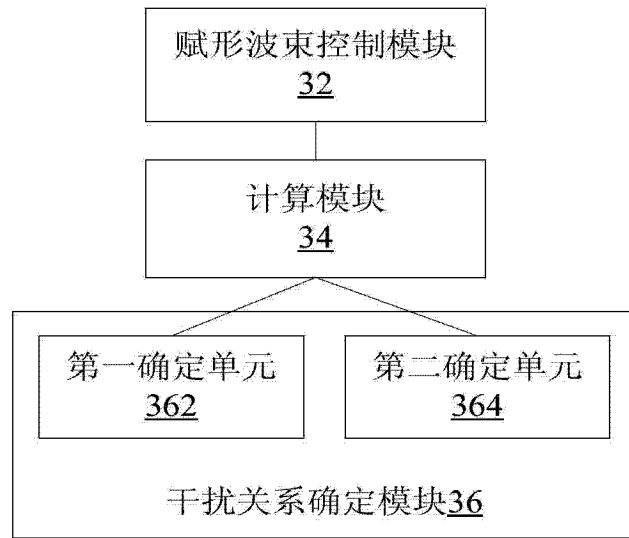 赋形波束控制模块
32
计算模块
34
第一确定单元
362
第二确定单元
364
干扰关系确定模块36